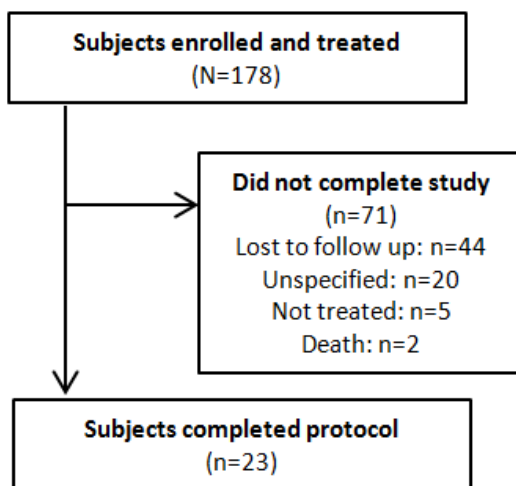 Subjects enrolled and treated
(N=178)
Did not complete study
(n=71)
Lost to follow up: n=44
Unspecified: n=20
Not treated: n=5
Death: n=2
Subjects completed protocol
(n=23)